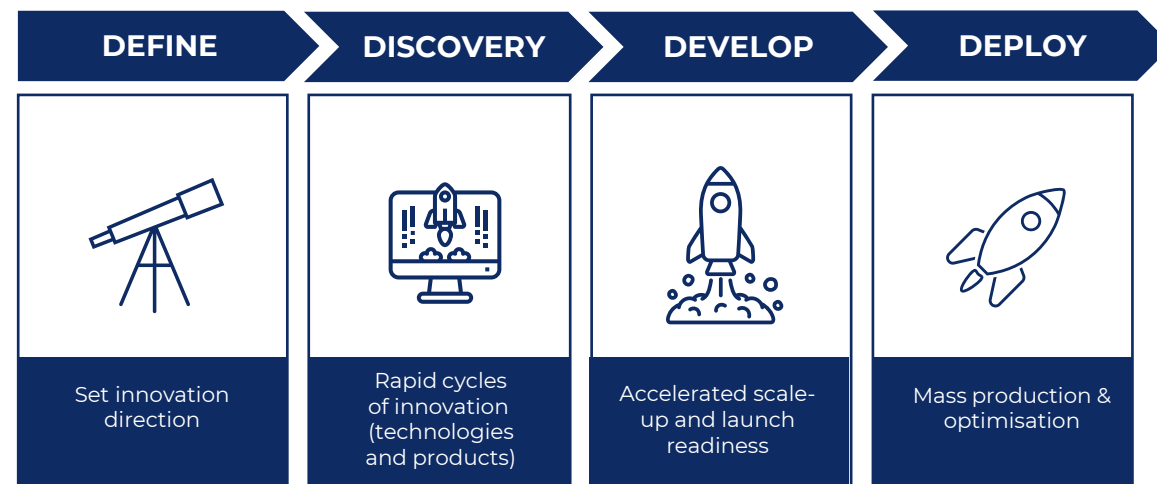 DEFINE
DISCOVERY
DEVELOP
DEPLOY
Set innovation
direction
Rapid cycles
of innovation
(technologies
and products)
Accelerated scale-
up and launch
readiness
Mass production &
optimisation